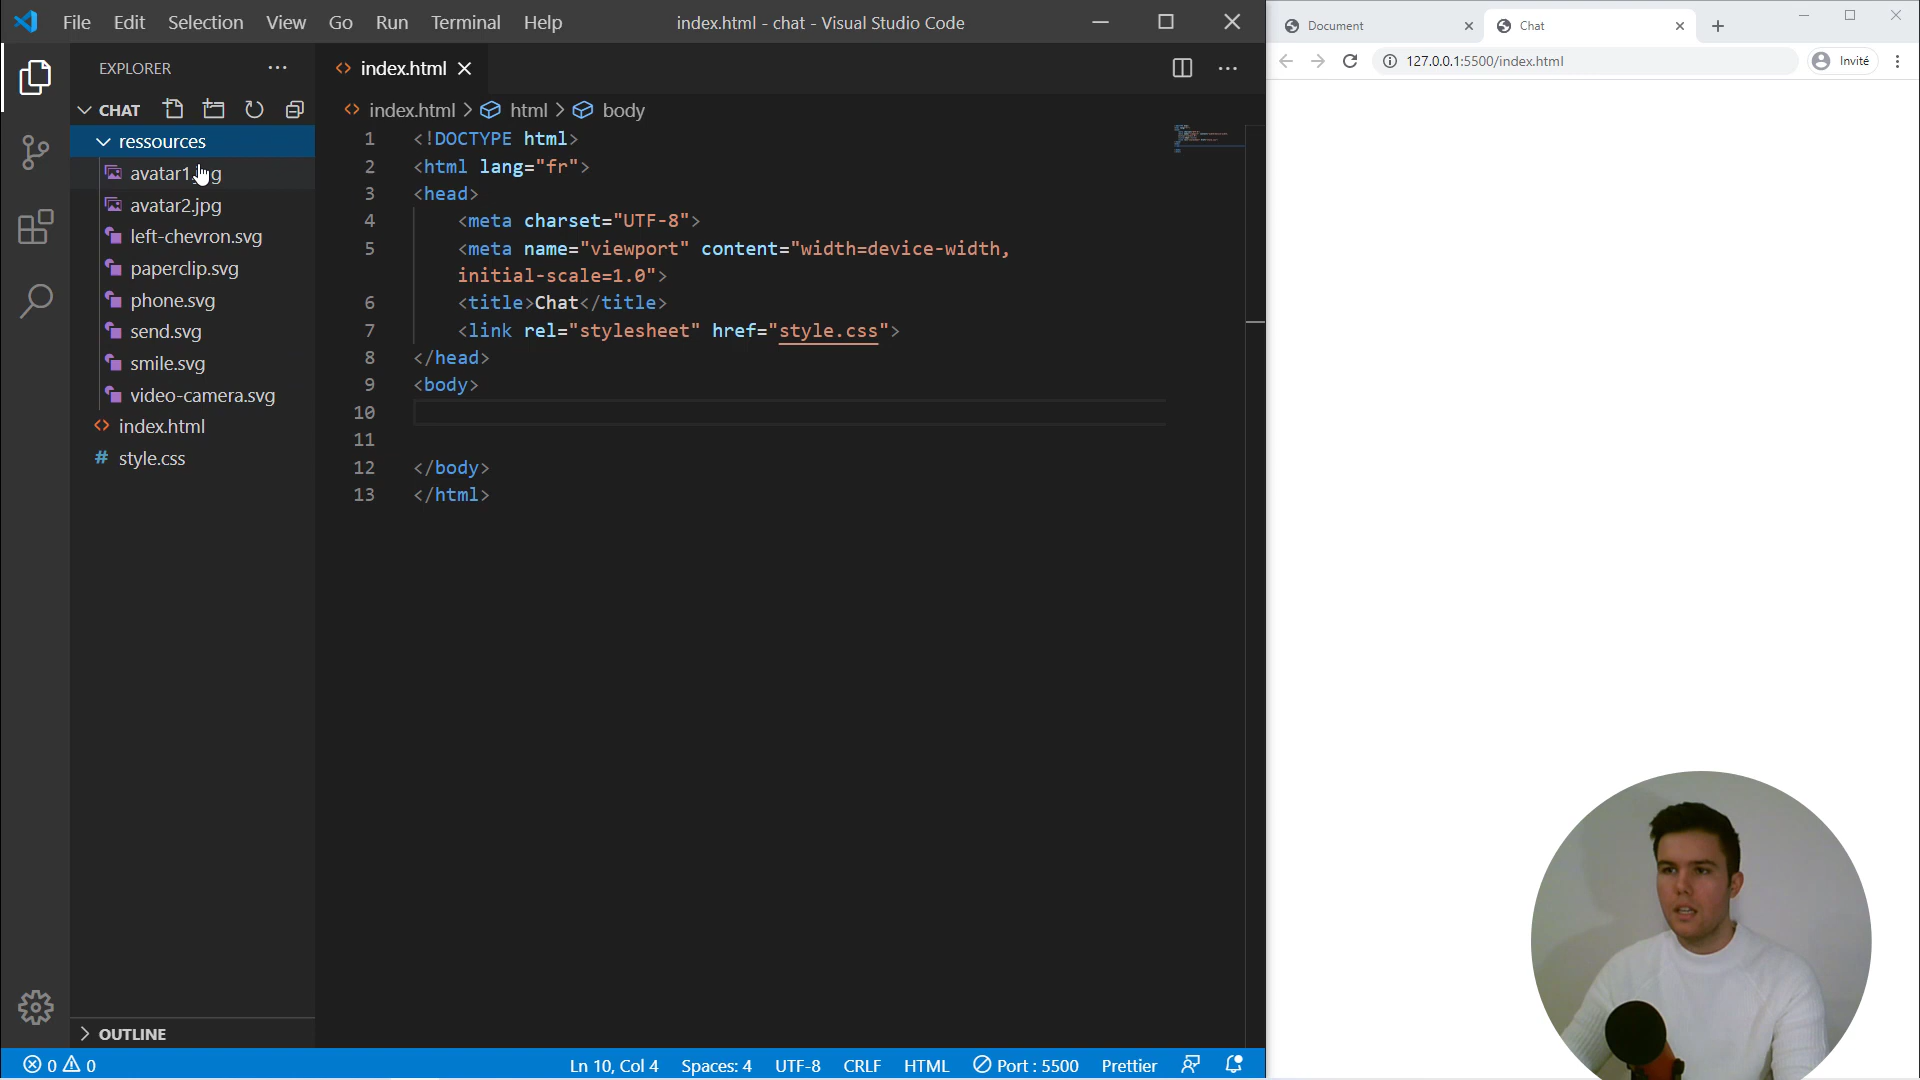 File Edit Selection View Go Run Terminal Help
index.html - chat - Visual Studio Code
EXPLORER
CHAT
ressources
avatar1.jpg
avatar2.jpg
left-chevron.svg
paperclip.svg
phone.svg
send.svg
smile.svg
video-camera.svg
index.html
style.css
OUTLINE
index.html
index.html > html > body
1 <!DOCTYPE html>
2 <html lang="fr">
3 <head>
4 <meta charset="UTF-8">
5 <meta name="viewport" content="width=device-width,
initial-scale=1.0">
6 <title>Chat</title>
7 <link rel="stylesheet" href="style.css">
8 </head>
9 <body>
10
11
12 </body>
13 </html>
0 0
Ln 10, Col 4 Spaces: 4 UTF-8 CRLF HTML Port : 5500 Prettier
Document
Chat
127.0.0.1:5500/index.html
Invité